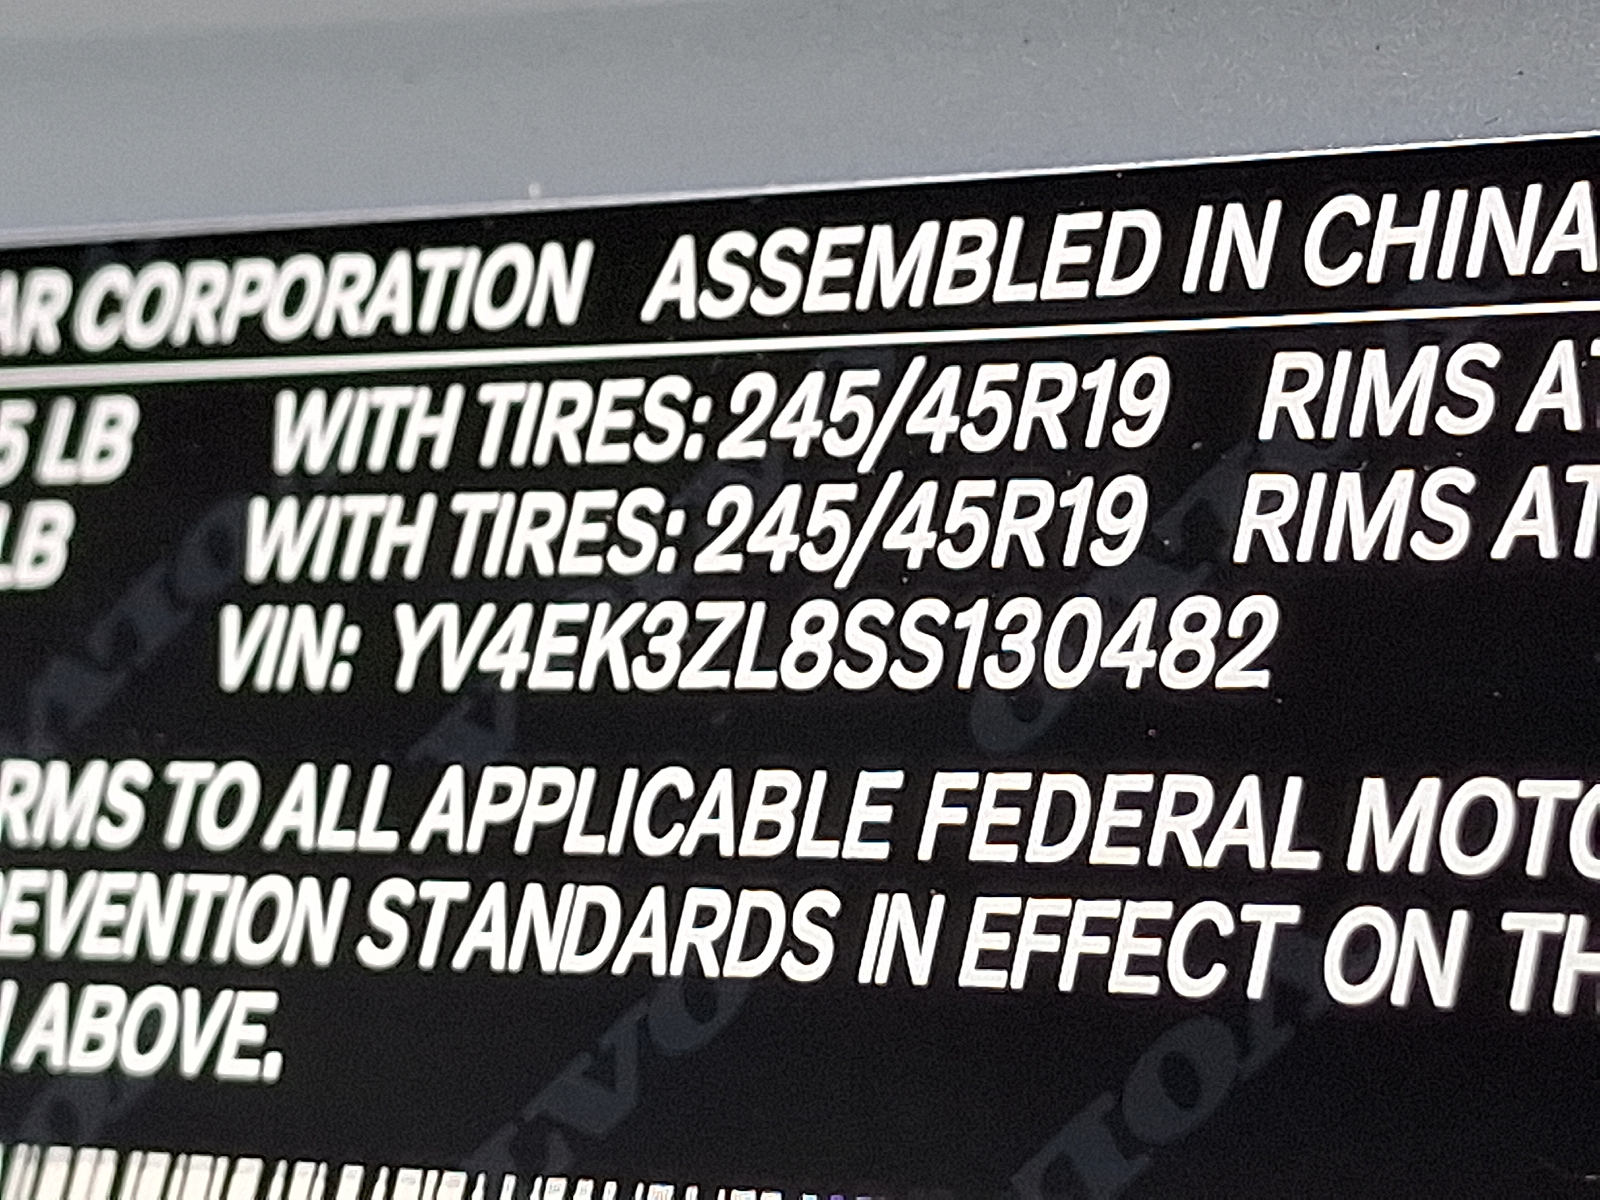 AR CORPORATION ASSEMBLED IN CHINA
5 LB WITH TIRES: 245/45R19 RIMS AT
LB WITH TIRES: 245/45R19 RIMS AT
VIN: YV4EK3ZL8SS130482
RMS TO ALL APPLICABLE FEDERAL MOTO
EVENTION STANDARDS IN EFFECT ON TH
ABOVE.